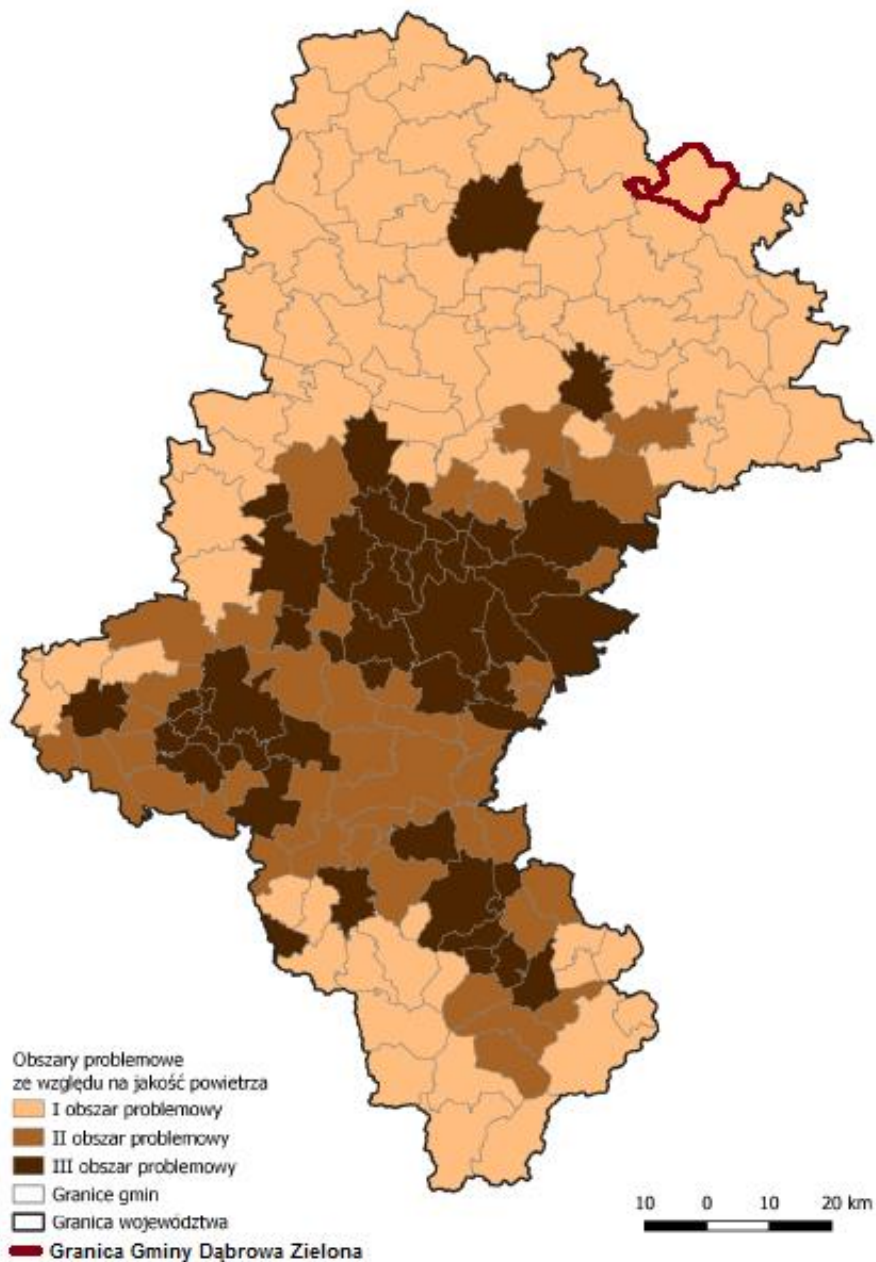 Obszary problemowe
ze względu na jakość powietrza
I obszar problemowy
II obszar problemowy
III obszar problemowy
Granice gmin
Granica województwa
Granica Gminy Dąbrowa Zielona
10 0 10 20 km